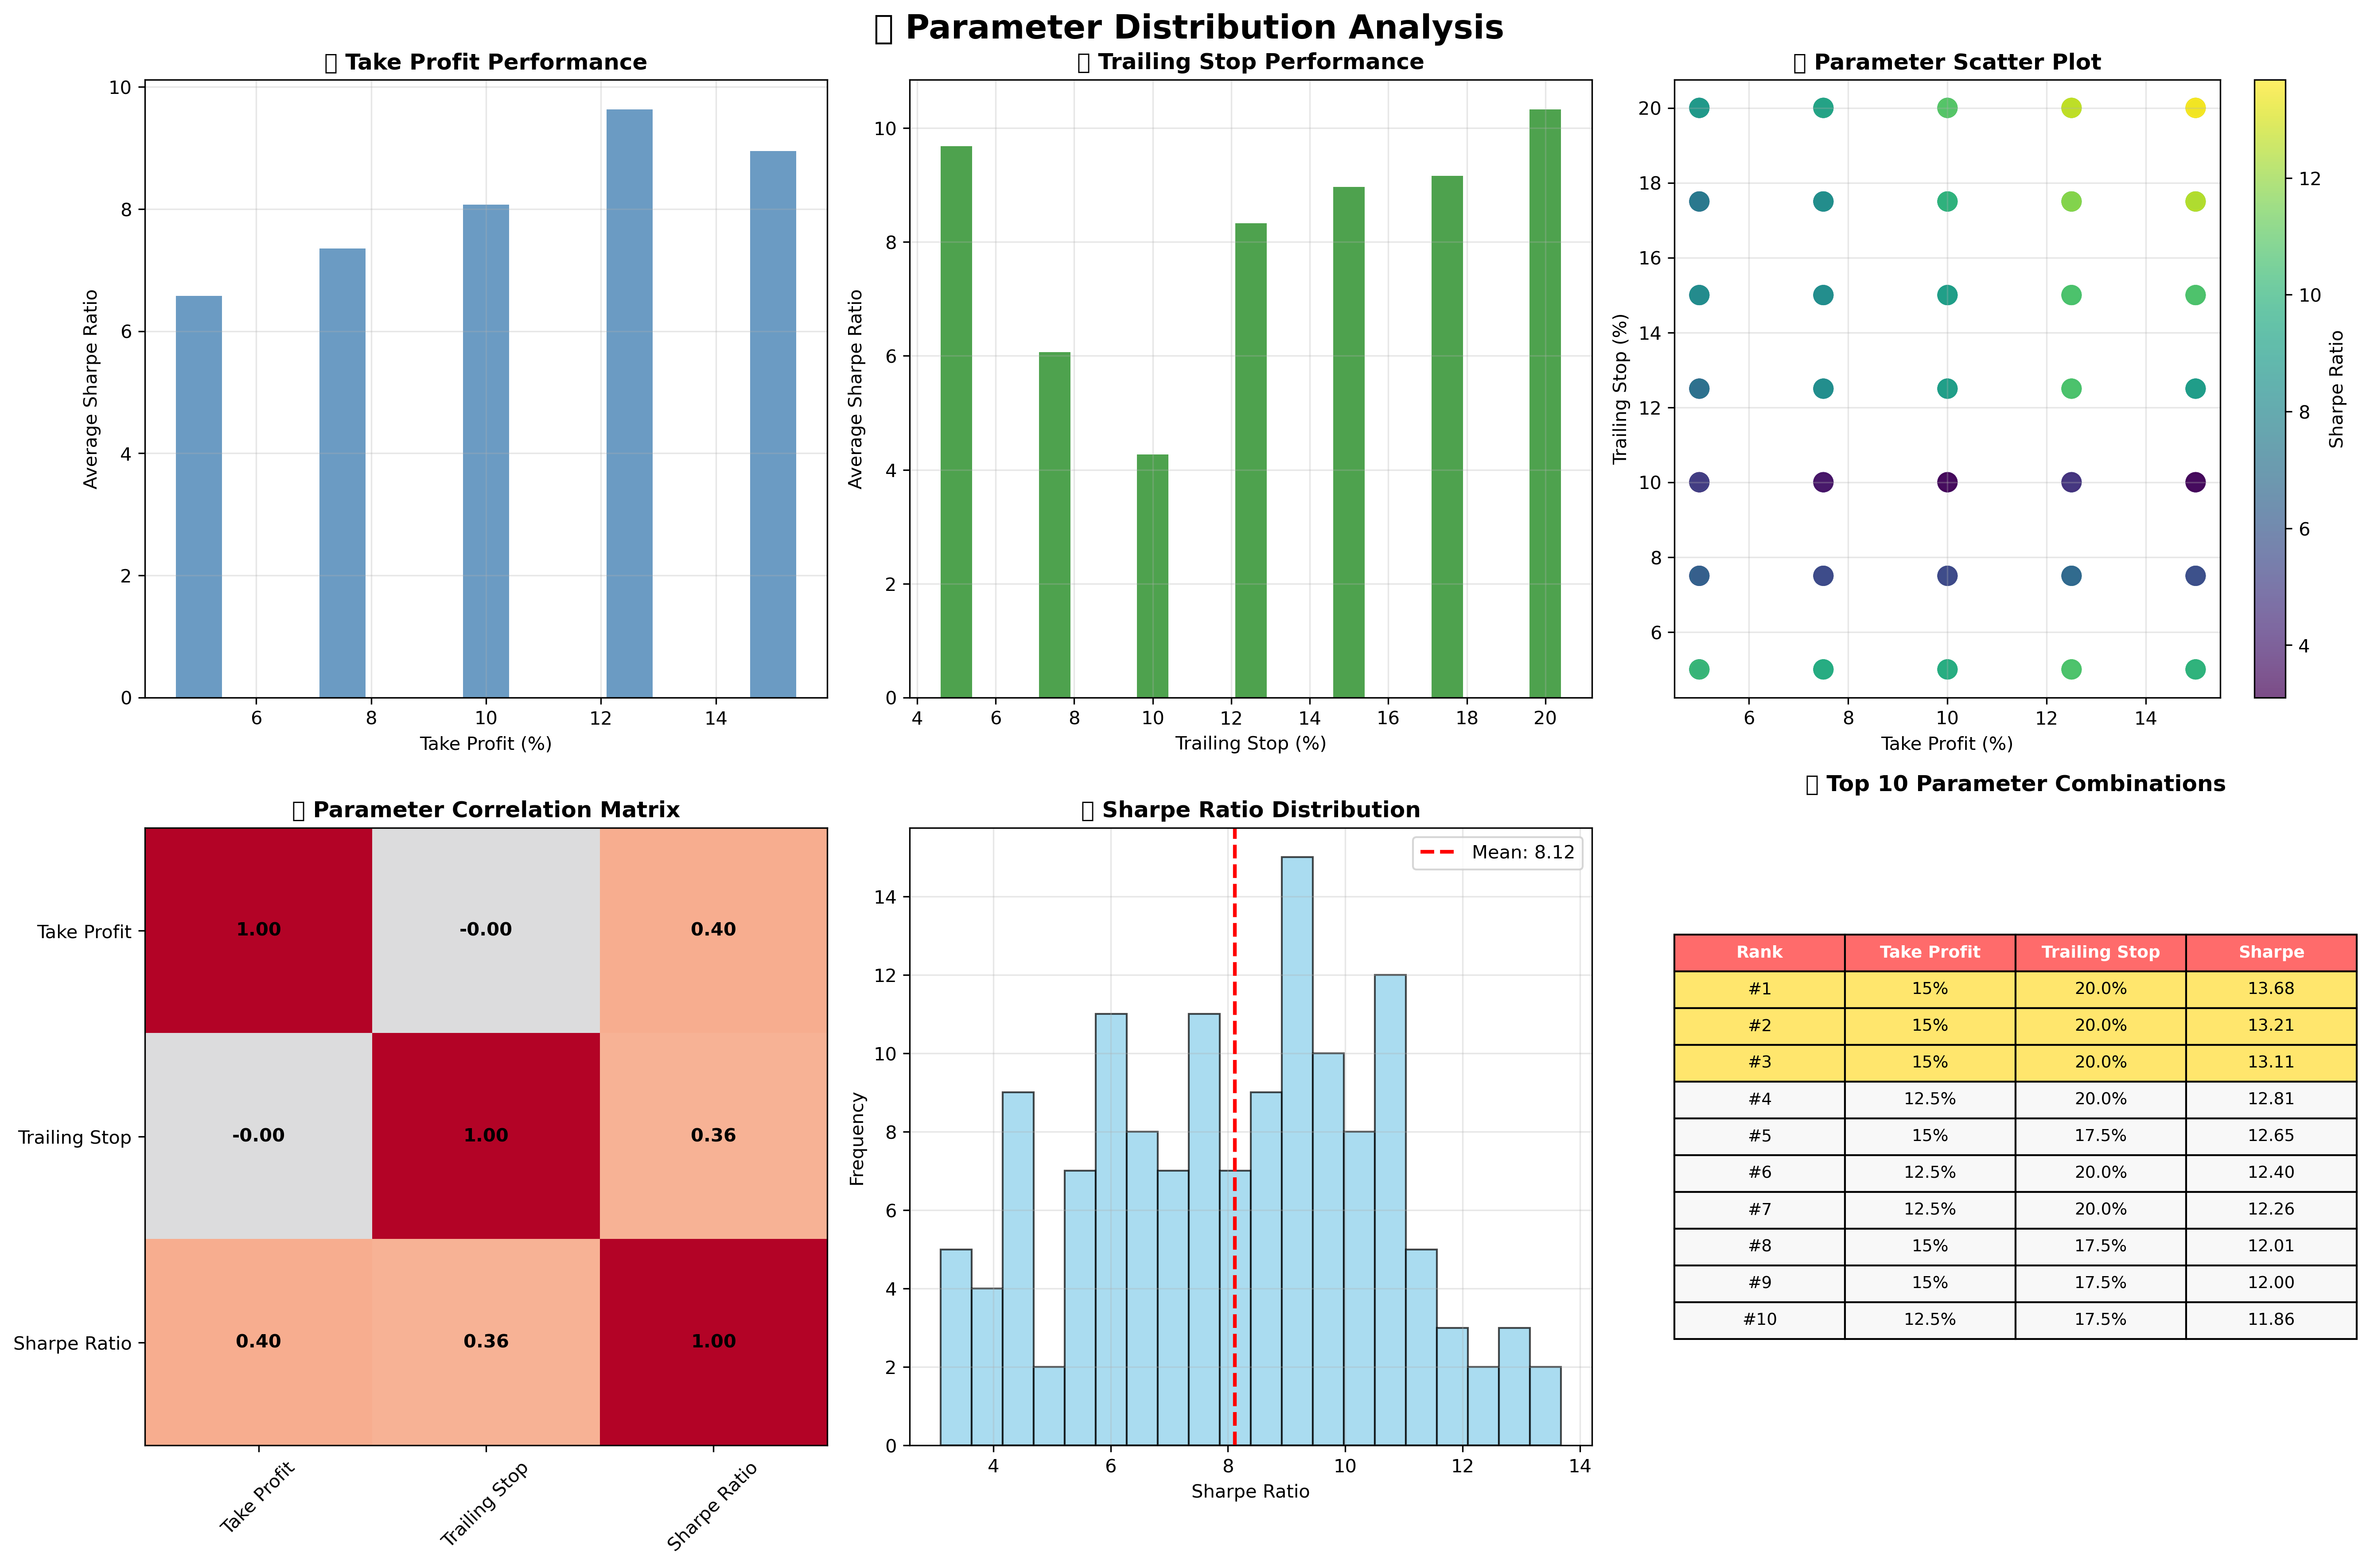 Parameter Distribution Analysis
Take Profit Performance
10
8
6
4
2
0
6 8 10 12 14
Average Sharpe Ratio
Take Profit (%)
Trailing Stop Performance
10
8
6
4
2
0
4 6 8 10 12 14 16 18 20
Average Sharpe Ratio
Trailing Stop (%)
Parameter Scatter Plot
20
18
16
14
12
10
8
6
6 8 10 12 14
Trailing Stop (%)
Take Profit (%)
12
10
8
6
4
Sharpe Ratio
Parameter Correlation Matrix
Take Profit 1.00 -0.00 0.40
Trailing Stop -0.00 1.00 0.36
Sharpe Ratio 0.40 0.36 1.00
Take Profit Trailing Stop Sharpe Ratio
Sharpe Ratio Distribution
Mean: 8.12
14
12
10
8
6
4
2
0
4 6 8 10 12 14
Frequency
Sharpe Ratio
Top 10 Parameter Combinations
Rank Take Profit Trailing Stop Sharpe
#1 15% 20.0% 13.68
#2 15% 20.0% 13.21
#3 15% 20.0% 13.11
#4 12.5% 20.0% 12.81
#5 15% 17.5% 12.65
#6 12.5% 20.0% 12.40
#7 12.5% 20.0% 12.26
#8 15% 17.5% 12.01
#9 15% 17.5% 12.00
#10 12.5% 17.5% 11.86